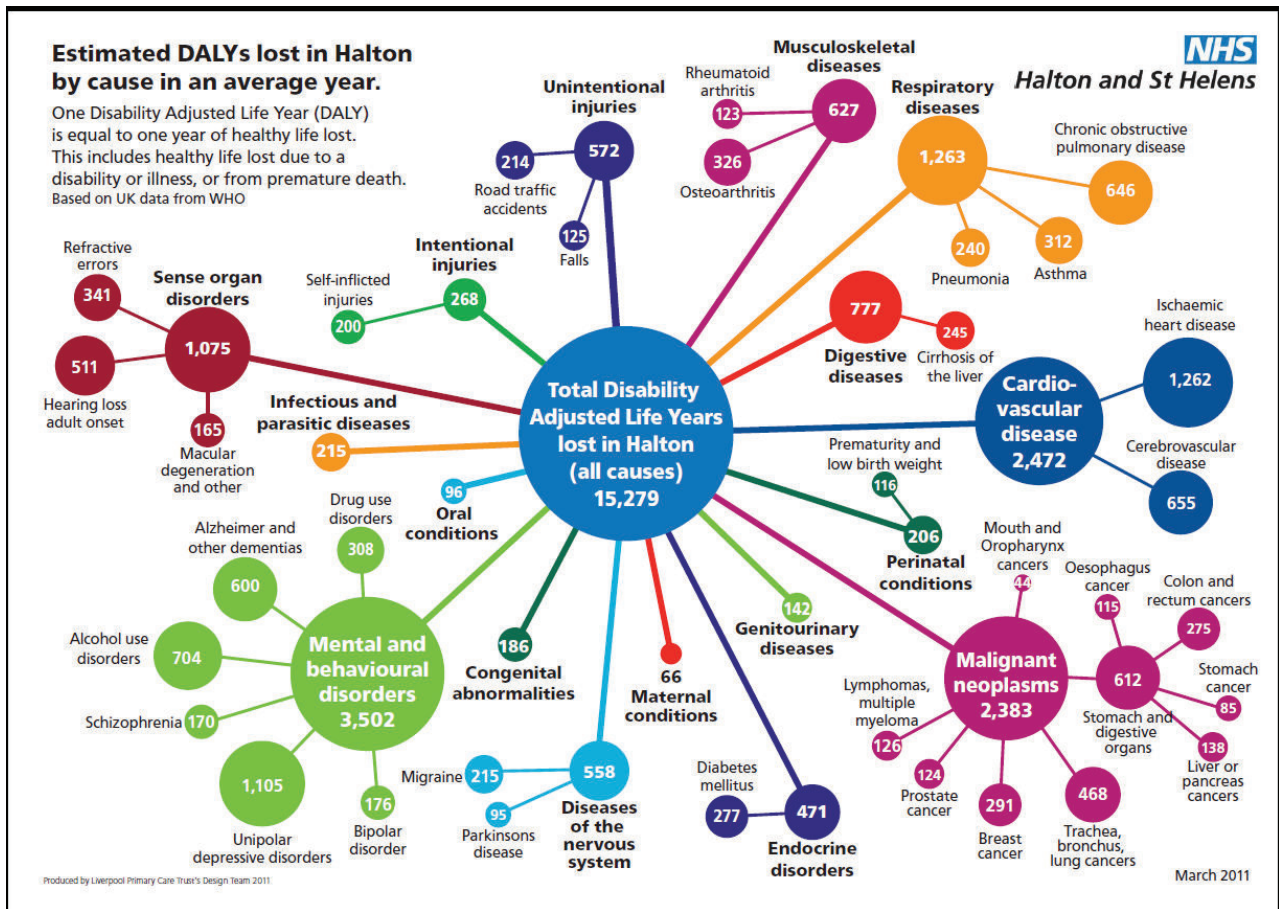 Estimated DALYs lost in Halton
by cause in an average year.
One Disability Adjusted Life Year (DALY)
is equal to one year of healthy life lost.
This includes healthy life lost due to a
disability or illness, or from premature death.
Based on UK data from WHO
NHS
Halton and St Helens
Total Disability
Adjusted Life Years
lost in Halton
(all causes)
15,279
Unintentional
injuries
572
214
Road traffic
accidents
125
Falls
Musculoskeletal
diseases
627
Rheumatoid
arthritis
123
326
Osteoarthritis
Respiratory
diseases
1,263
Chronic obstructive
pulmonary disease
646
312
Asthma
240
Pneumonia
777
Digestive
diseases
245
Cirrhosis of
the liver
Cardio-
vascular
disease
2,472
Ischaemic
heart disease
1,262
Cerebrovascular
disease
655
Prematurity and
low birth weight
116
206
Perinatal
conditions
Malignant
neoplasms
2,383
Mouth and
Oropharynx
cancers
44
612
Stomach and
digestive
organs
Oesophagus
cancer
115
Colon and
rectum cancers
275
Stomach
cancer
85
138
Liver or
pancreas
cancers
468
Trachea,
bronchus,
lung cancers
291
Breast
cancer
124
Prostate
cancer
Lymphomas,
multiple
myeloma
126
142
Genitourinary
diseases
471
Endocrine
disorders
Diabetes
mellitus
277
66
Maternal
conditions
558
Diseases
of the
nervous
system
Migraine
215
95
Parkinsons
disease
186
Congenital
abnormalities
Mental and
behavioural
disorders
3,502
Drug use
disorders
308
Alzheimer and
other dementias
600
Alcohol use
disorders
704
Schizophrenia
170
1,105
Unipolar
depressive disorders
176
Bipolar
disorder
96
Oral
conditions
Infectious and
parasitic diseases
215
Sense organ
disorders
1,075
Refractive
errors
341
511
Hearing loss
adult onset
165
Macular
degeneration
and other
Intentional
injuries
268
Self-inflicted
injuries
200
Produced by Liverpool Primary Care Trust's Design Team 2011
March 2011